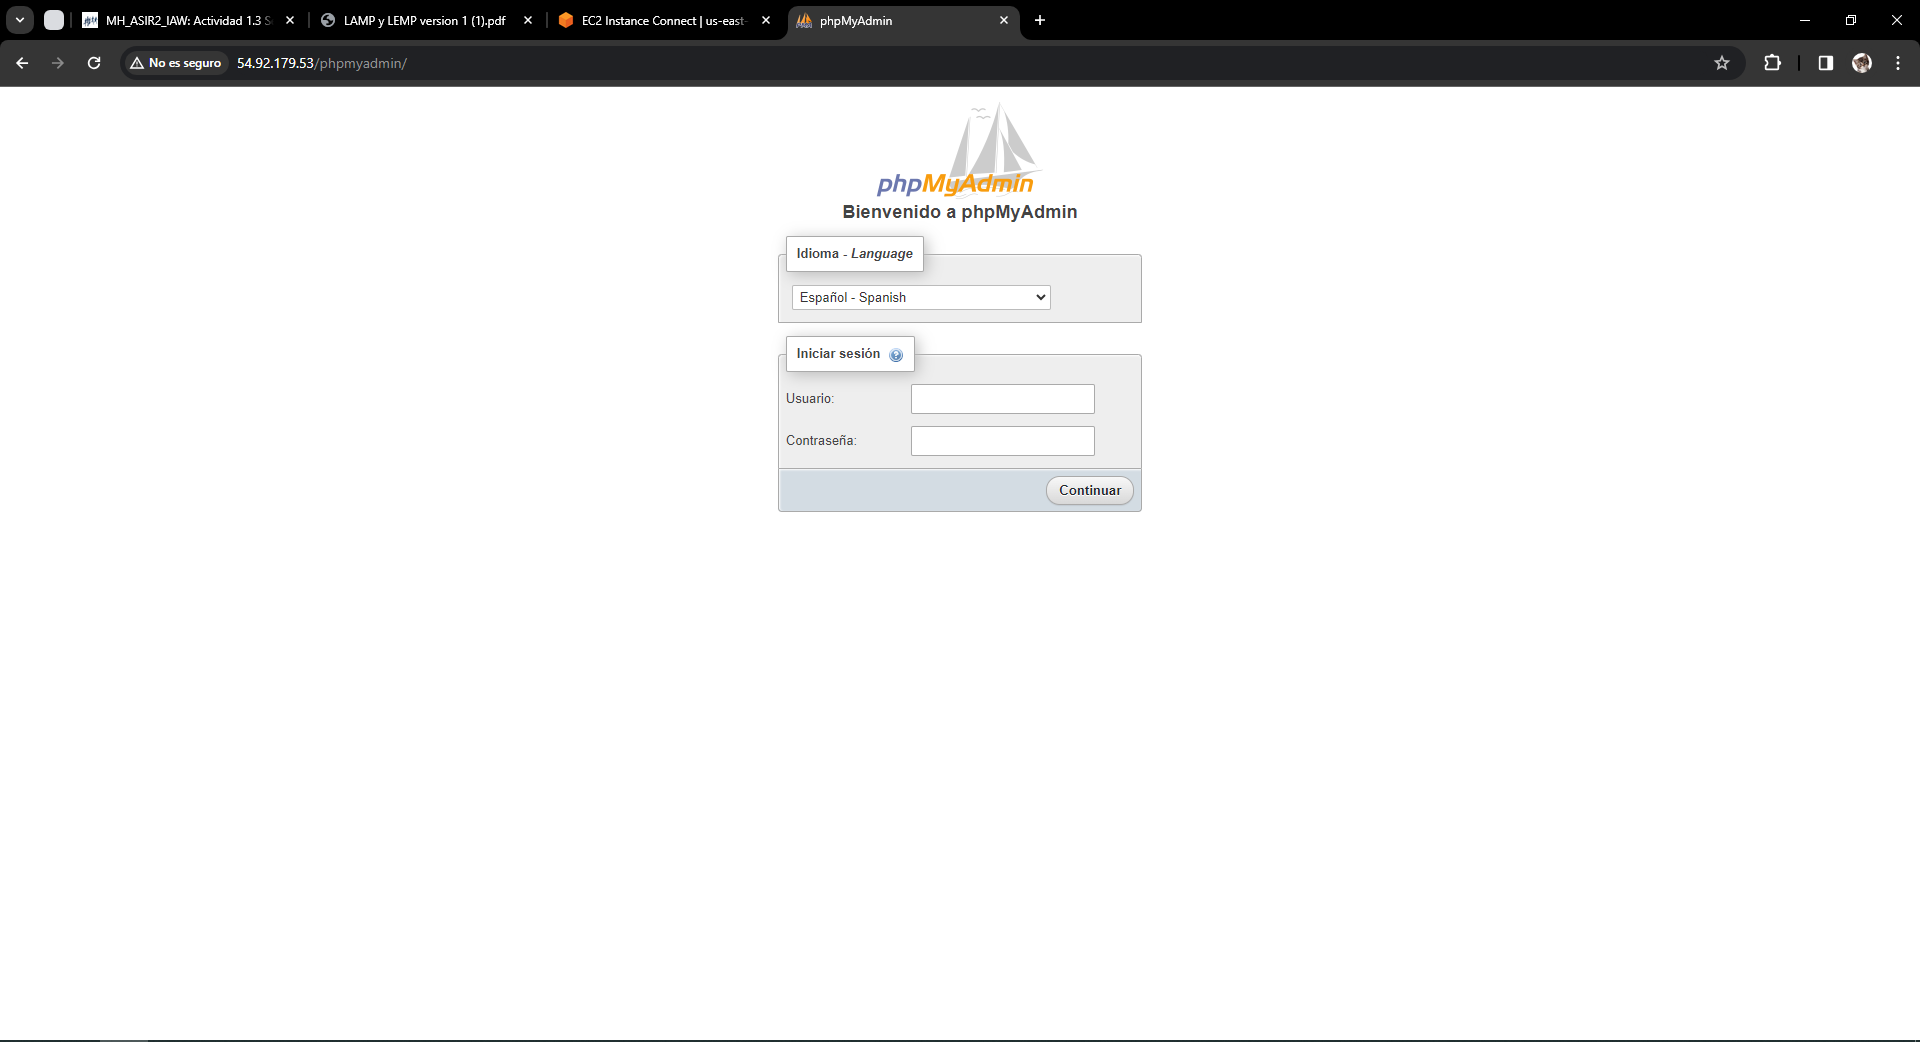 MH_ASIR2_IAW: Actividad 1.3 S
LAMP y LEMP version 1 (1).pdf
EC2 Instance Connect | us-east-
phpMyAdmin
No es seguro
54.92.179.53/phpmyadmin/
phpMyAdmin
Bienvenido a phpMyAdmin
Idioma - Language
Español - Spanish
Iniciar sesión
Usuario:
Contraseña:
Continuar